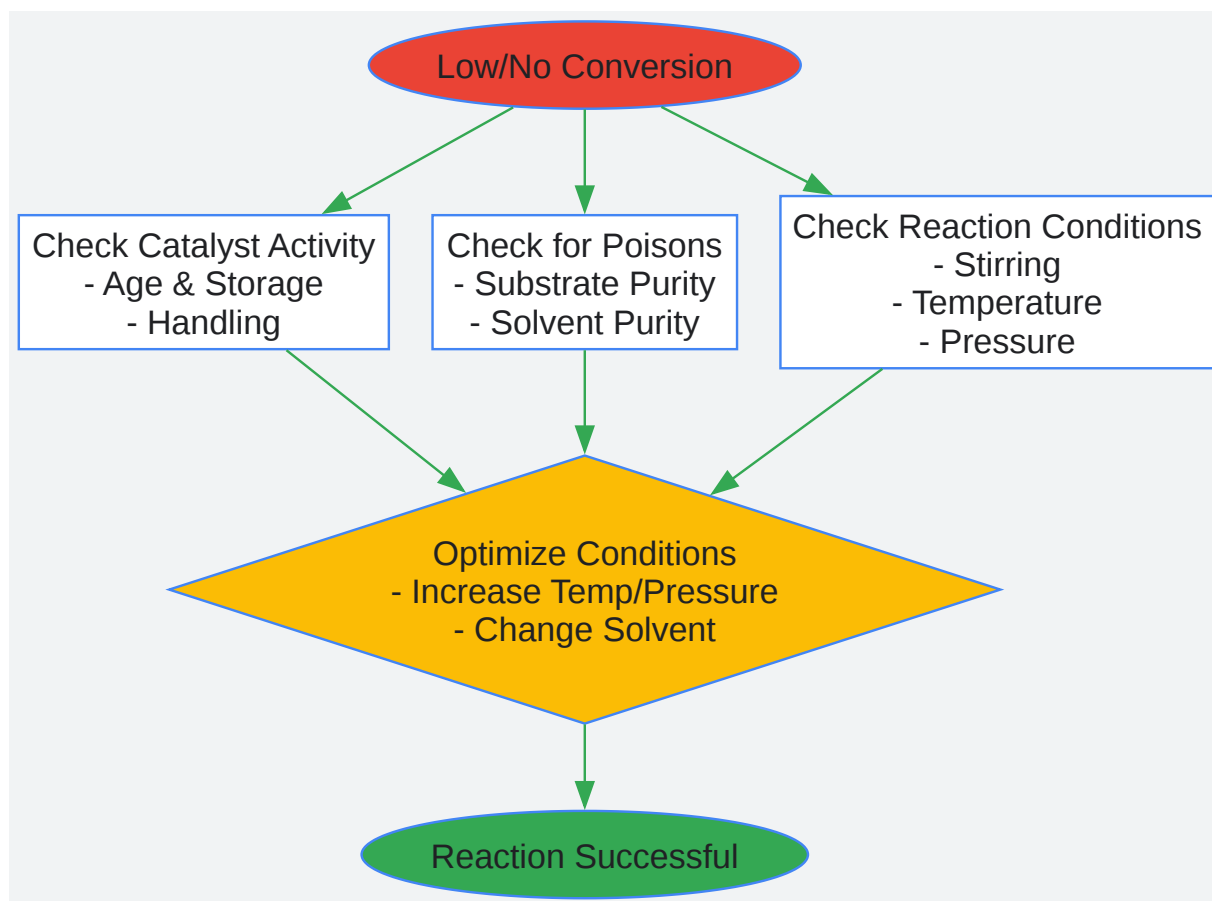 Low/No Conversion
Check Catalyst Activity
- Age & Storage
- Handling
Check for Poisons
- Substrate Purity
- Solvent Purity
Check Reaction Conditions
- Stirring
- Temperature
- Pressure
Optimize Conditions
- Increase Temp/Pressure
- Change Solvent
Reaction Successful